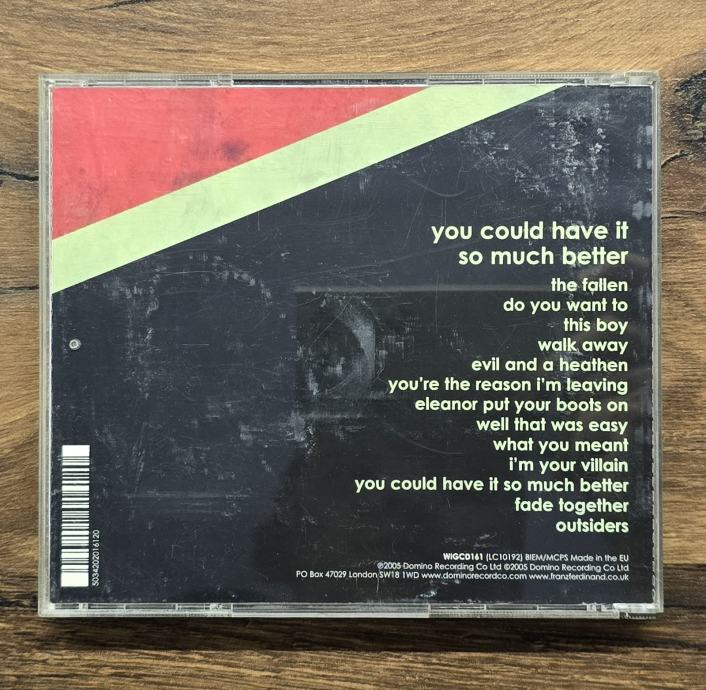 you could have it
so much better
the fallen
do you want to
this boy
walk away
evil and a heathen
you're the reason i'm leaving
eleanor put your boots on
well that was easy
what you meant
i'm your villain
you could have it so much better
fade together
outsiders
WIGCD161 (LC10192) BIEM/MCPS Made in the EU
℗2005 Domino Recording Co Ltd ©2005 Domino Recording Co Ltd
PO Box 47029 London SW18 1WD www.dominorecordco.com www.franzferdinand.co.uk
5034202016120